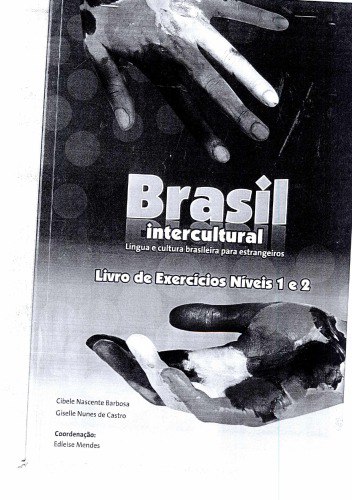 Brasil
intercultural
Língua e cultura brasileira para estrangeiros
Livro de Exercícios Níveis 1 e 2
Cibele Nascente Barbosa
Giselle Nunes de Castro
Coordenação:
Edleise Mendes